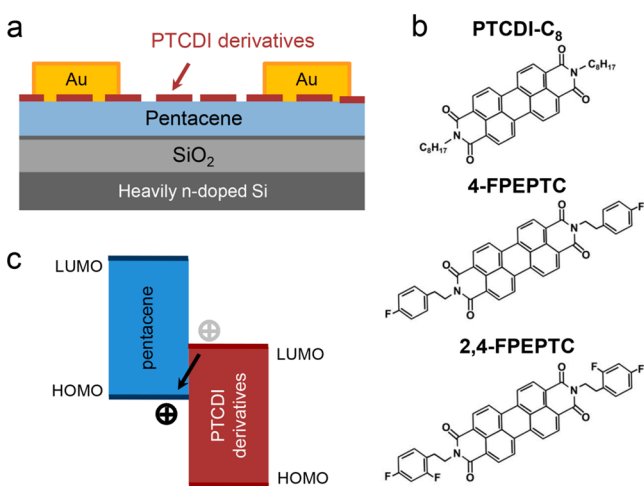 a
PTCDI derivatives
Au
Au
Pentacene
SiO₂
Heavily n-doped Si
b
PTCDI-C₈
O
O
N
C₈H₁₇
C₈H₁₇
N
O
O
4-FPEPTC
O
N
O
F
O
N
O
F
2,4-FPEPTC
O
N
O
F
F
O
N
O
F
F
c
LUMO
HOMO
pentacene
⊕
⊕
LUMO
HOMO
PTCDI
derivatives